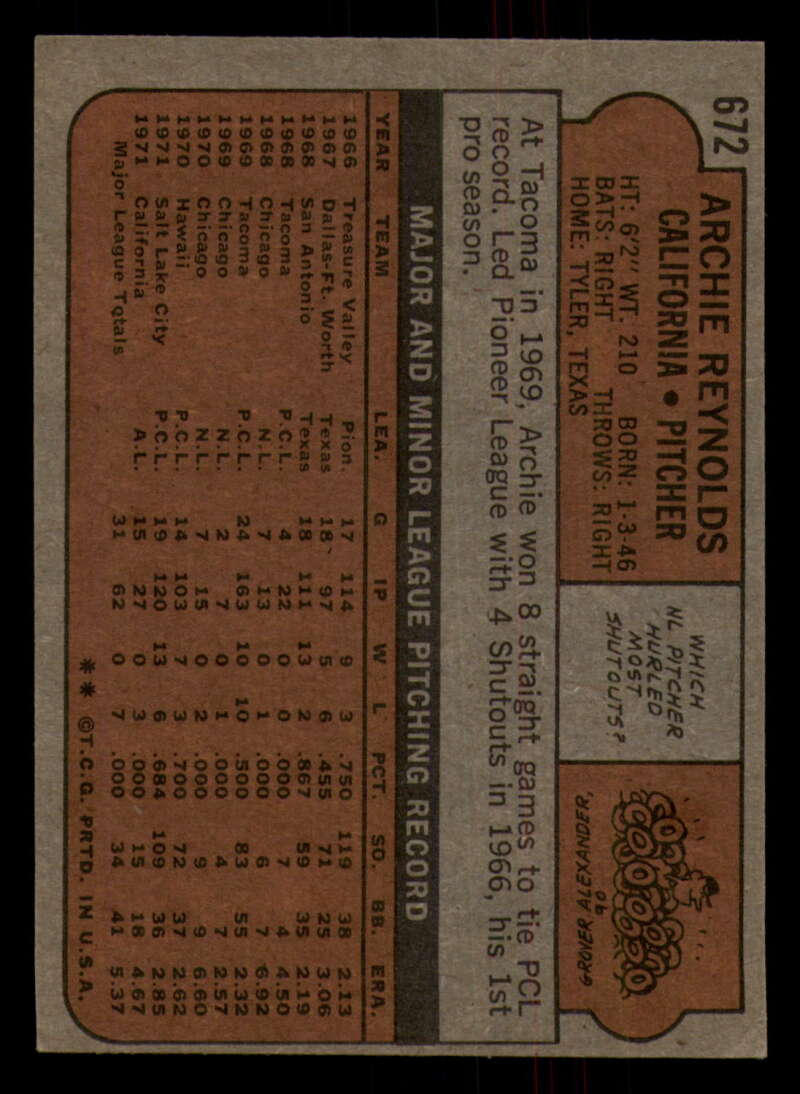 672
ARCHIE REYNOLDS
CALIFORNIA • PITCHER
HT: 6'2" WT. 210 BORN: 1-3-46
BATS: RIGHT THROWS: RIGHT
HOME: TYLER, TEXAS
WHICH
NL PITCHER
HURLED
MOST
SHUTOUTS?
GROVER ALEXANDER,
90
At Tacoma in 1969, Archie won 8 straight games to tie PCL
record. Led Pioneer League with 4 Shutouts in 1966, his 1st
pro season.
MAJOR AND MINOR LEAGUE PITCHING RECORD
YEAR TEAM LEA. G IP W L PCT. SO. BB. ERA.
1966 Treasure Valley Pion. 17 114 9 3 .750 119 38 2.13
1967 Dallas-Ft. Worth Texas 18 97 5 6 .455 71 25 3.06
1968 San Antonio Texas 18 111 13 2 .867 59 35 2.19
1968 Tacoma P.C.L. 4 22 0 0 .000 7 4 4.50
1968 Chicago N.L. 7 13 0 1 .000 6 7 6.92
1969 Tacoma P.C.L. 24 163 10 10 .500 83 55 2.32
1969 Chicago N.L. 2 7 0 1 .000 4 7 2.57
1970 Chicago N.L. 7 15 0 2 .000 9 9 6.60
1970 Hawaii P.C.L. 14 103 7 3 .700 72 37 2.62
1971 Salt Lake City P.C.L. 19 120 13 6 .684 109 36 2.85
1971 California A.L. 15 27 0 3 .000 15 18 4.67
Major League Totals 31 62 0 7 .000 34 41 5.37
** ©T.C.G. PRTD. IN U.S.A.